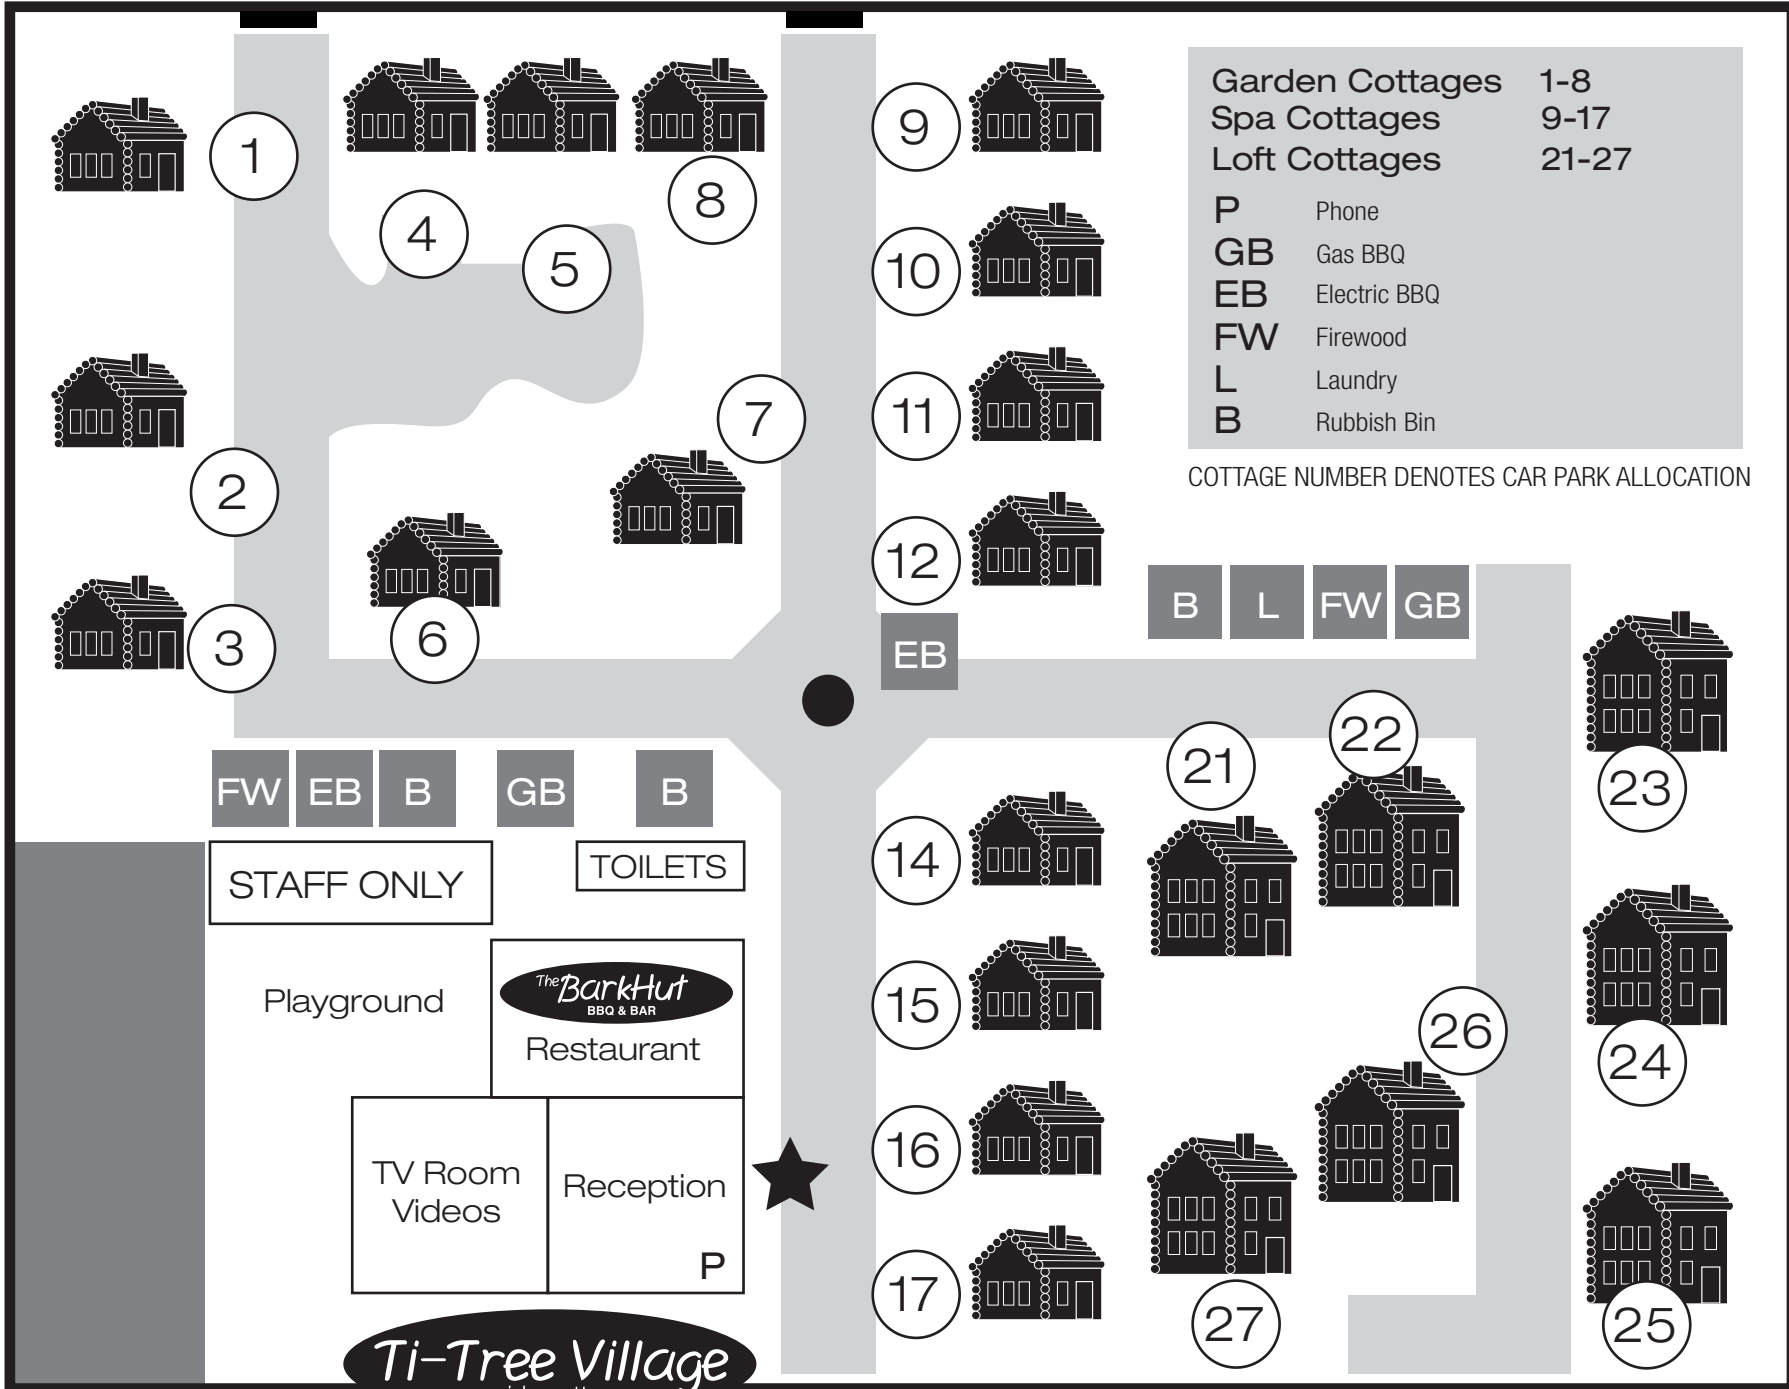 Garden Cottages 1-8
Spa Cottages 9-17
Loft Cottages 21-27
P Phone
GB Gas BBQ
EB Electric BBQ
FW Firewood
L Laundry
B Rubbish Bin
COTTAGE NUMBER DENOTES CAR PARK ALLOCATION
1
4
5
8
9
10
2
7
11
3
6
12
EB
B L FW GB
21
22
23
FW EB B GB B
STAFF ONLY
TOILETS
14
Playground
The BarkHut
BBQ & BAR
Restaurant
15
26
24
TV Room
Videos
Reception
P
16
17
27
25
Ti-Tree Village